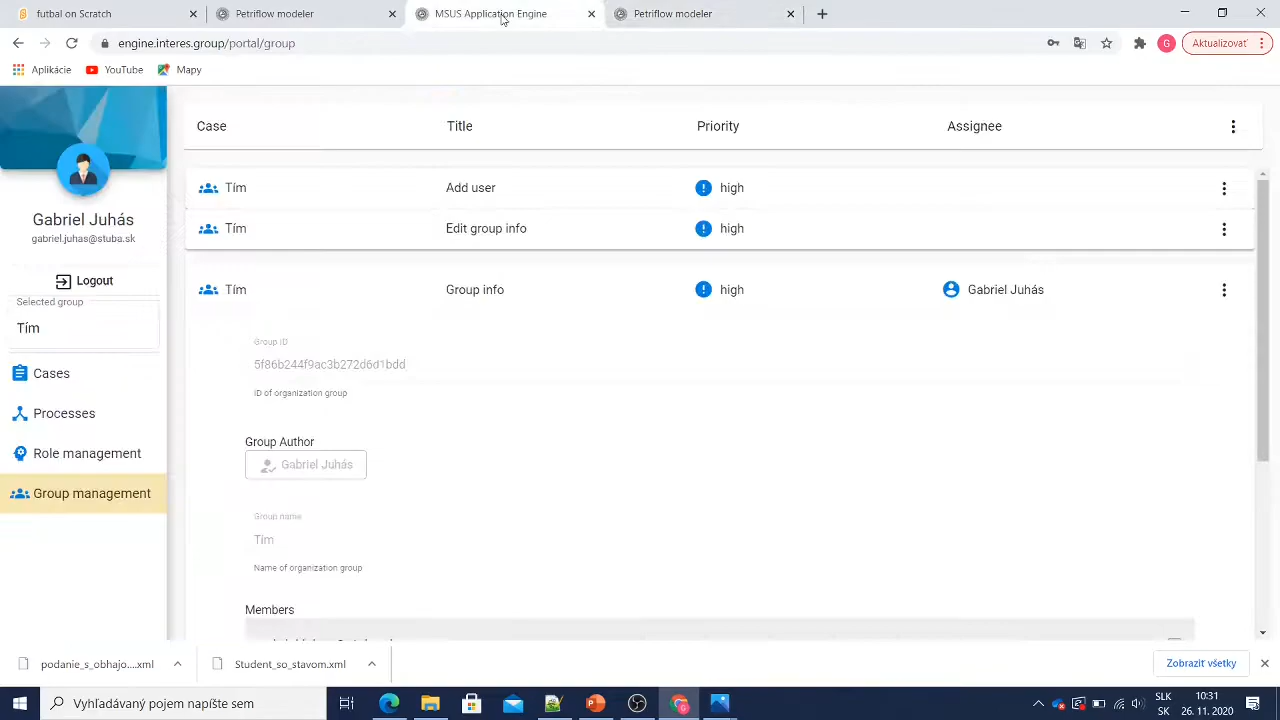 futbal on Scratch
Petriflow modeler
MSUS Application Engine
Petriflow modeler
engine.interes.group/portal/group
G
Aktualizovať
Aplikácie
YouTube
Mapy
Case
Title
Priority
Assignee
Tím
Add user
high
Gabriel Juhás
Tím
Edit group info
high
gabriel.juhas@stuba.sk
Logout
Selected group
Tím
Tím
Group info
high
Gabriel Juhás
Group ID
5f86b244f9ac3b272d6d1bdd
ID of organization group
Cases
Processes
Role management
Group management
Group Author
Gabriel Juhás
Group name
Tím
Name of organization group
Members
podanie_s_obhajo....xml
Student_so_stavom.xml
Zobraziť všetky
Vyhľadávaný pojem napíšte sem
SLK
SK
10:31
26. 11. 2020